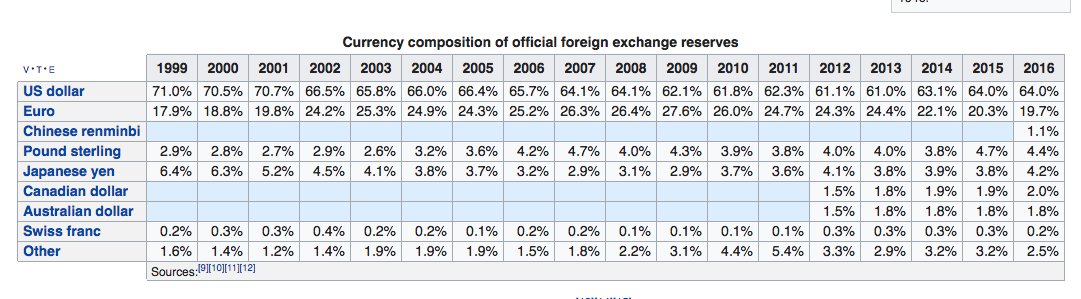 Currency composition of official foreign exchange reserves
V·T·E 1999 2000 2001 2002 2003 2004 2005 2006 2007 2008 2009 2010 2011 2012 2013 2014 2015 2016
US dollar 71.0% 70.5% 70.7% 66.5% 65.8% 66.0% 66.4% 65.7% 64.1% 64.1% 62.1% 61.8% 62.3% 61.1% 61.0% 63.1% 64.0% 64.0%
Euro 17.9% 18.8% 19.8% 24.2% 25.3% 24.9% 24.3% 25.2% 26.3% 26.4% 27.6% 26.0% 24.7% 24.3% 24.4% 22.1% 20.3% 19.7%
Chinese renminbi 1.1%
Pound sterling 2.9% 2.8% 2.7% 2.9% 2.6% 3.2% 3.6% 4.2% 4.7% 4.0% 4.3% 3.9% 3.8% 4.0% 4.0% 3.8% 4.7% 4.4%
Japanese yen 6.4% 6.3% 5.2% 4.5% 4.1% 3.8% 3.7% 3.2% 2.9% 3.1% 2.9% 3.7% 3.6% 4.1% 3.8% 3.9% 3.8% 4.2%
Canadian dollar 1.5% 1.8% 1.9% 1.9% 2.0%
Australian dollar 1.5% 1.8% 1.8% 1.8% 1.8%
Swiss franc 0.2% 0.3% 0.3% 0.4% 0.2% 0.2% 0.1% 0.2% 0.2% 0.1% 0.1% 0.1% 0.1% 0.3% 0.3% 0.3% 0.3% 0.2%
Other 1.6% 1.4% 1.2% 1.4% 1.9% 1.9% 1.9% 1.5% 1.8% 2.2% 3.1% 4.4% 5.4% 3.3% 2.9% 3.2% 3.2% 2.5%
Sources:[9][10][11][12]